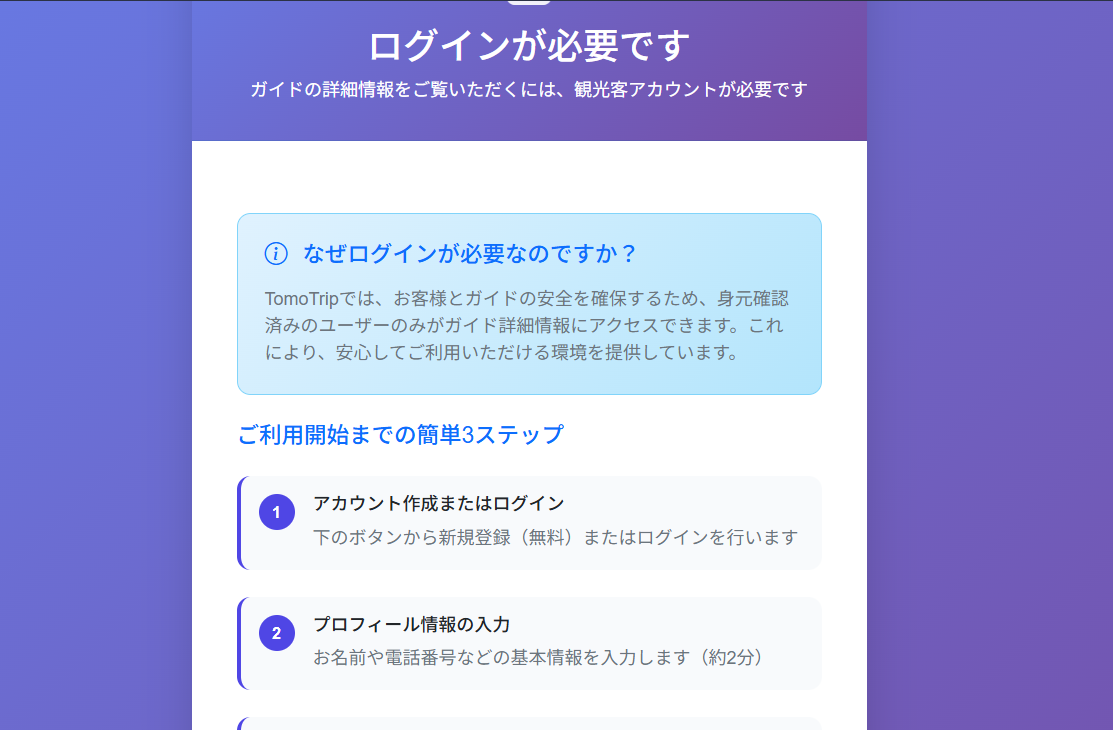 ログインが必要です
ガイドの詳細情報をご覧いただくには、観光客アカウントが必要です
なぜログインが必要なのですか？
TomoTripでは、お客様とガイドの安全を確保するため、身元確認
済みのユーザーのみがガイド詳細情報にアクセスできます。これ
により、安心してご利用いただける環境を提供しています。
ご利用開始までの簡単3ステップ
1
アカウント作成またはログイン
下のボタンから新規登録（無料）またはログインを行います
2
プロフィール情報の入力
お名前や電話番号などの基本情報を入力します（約2分）